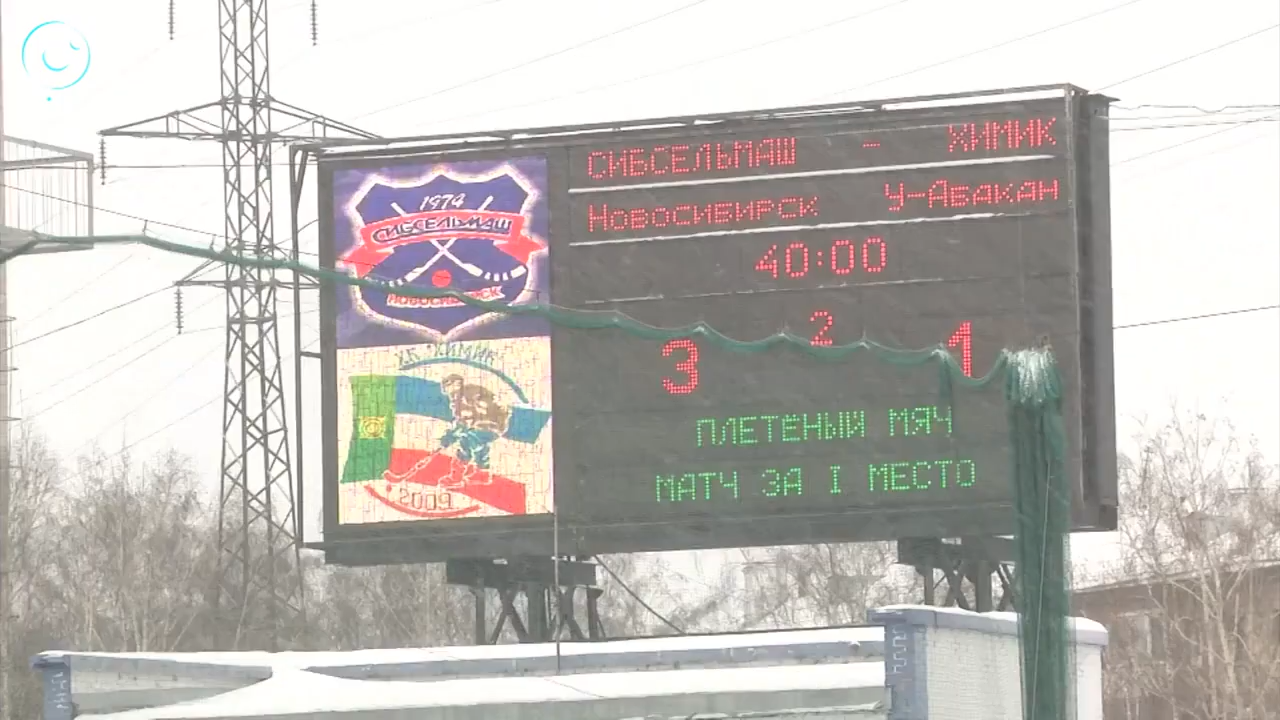 СИБСЕЛЬМАШ - ХИМИК
Новосибирск У-Абакан
40:00
2
3 1
ПЛЕТЁНЫЙ МЯЧ
МАТЧ ЗА I МЕСТО
1974
СИБСЕЛЬМАШ
НОВОСИБИРСК
ХК ХИМИК
2009